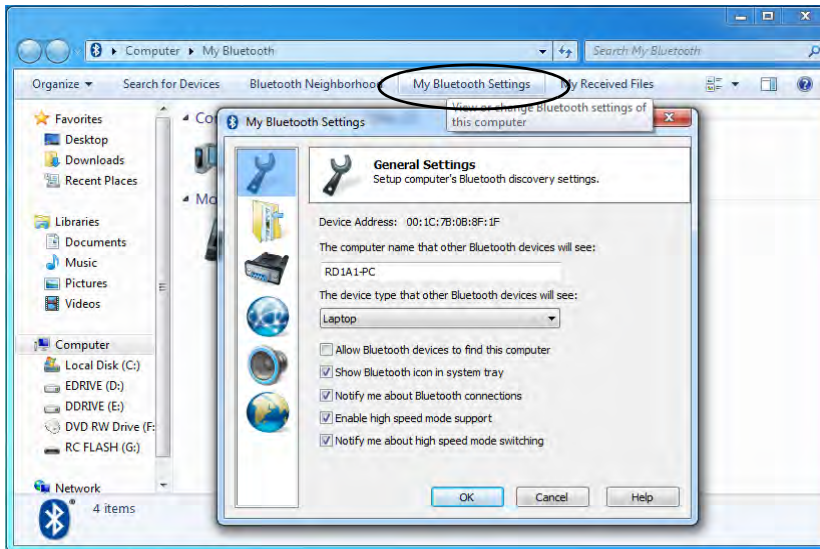 Computer ▸ My Bluetooth
Search My Bluetooth
Organize
Search for Devices
Bluetooth Neighborhood
My Bluetooth Settings
My Received Files
View or change Bluetooth settings of
this computer
Favorites
Desktop
Downloads
Recent Places
Libraries
Documents
Music
Pictures
Videos
Computer
Local Disk (C:)
EDRIVE (D:)
DDRIVE (E:)
DVD RW Drive (F:
RC FLASH (G:)
Network
4 items
Co
Mo
My Bluetooth Settings
General Settings
Setup computer's Bluetooth discovery settings.
Device Address: 00:1C:7B:0B:8F:1F
The computer name that other Bluetooth devices will see:
RD1A1-PC
The device type that other Bluetooth devices will see:
Laptop
Allow Bluetooth devices to find this computer
Show Bluetooth icon in system tray
Notify me about Bluetooth connections
Enable high speed mode support
Notify me about high speed mode switching
OK
Cancel
Help